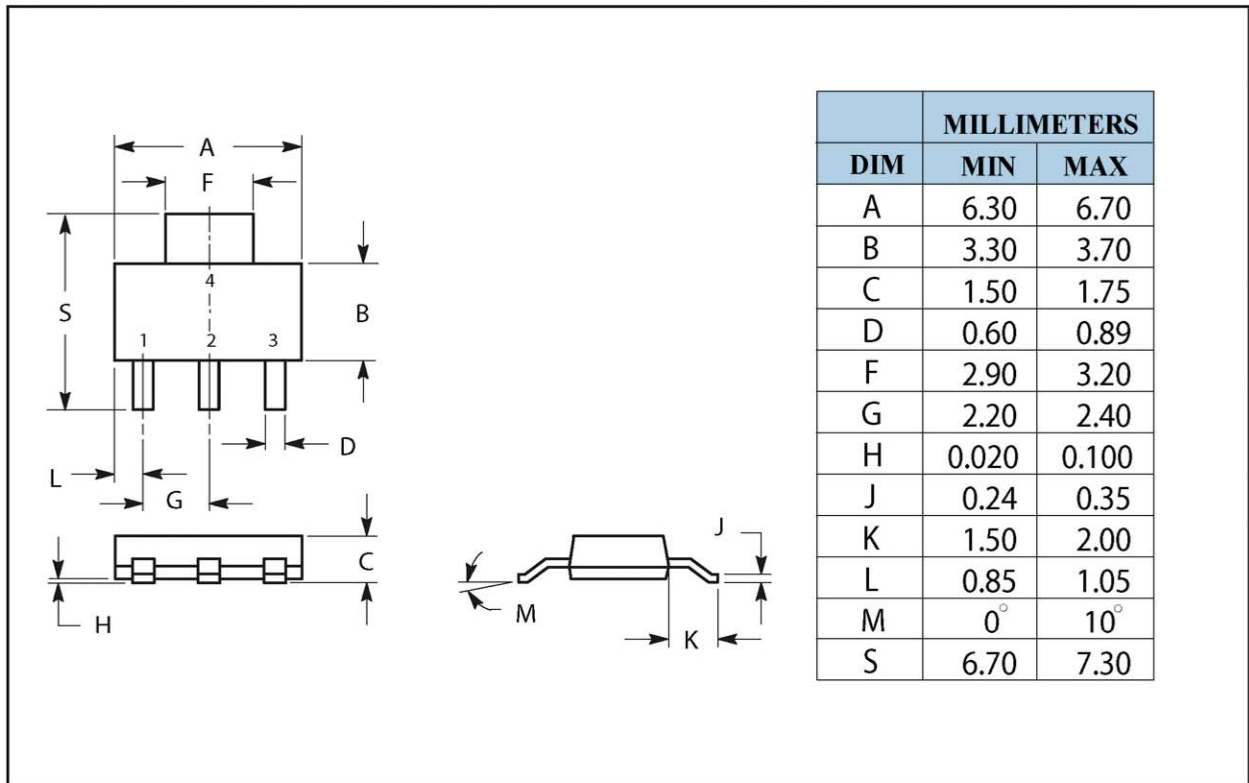 A
F
4
S
B
1 2 3
D
L
G
C
H
J
M
K
MILLIMETERS
DIM MIN MAX
A 6.30 6.70
B 3.30 3.70
C 1.50 1.75
D 0.60 0.89
F 2.90 3.20
G 2.20 2.40
H 0.020 0.100
J 0.24 0.35
K 1.50 2.00
L 0.85 1.05
M 0° 10°
S 6.70 7.30